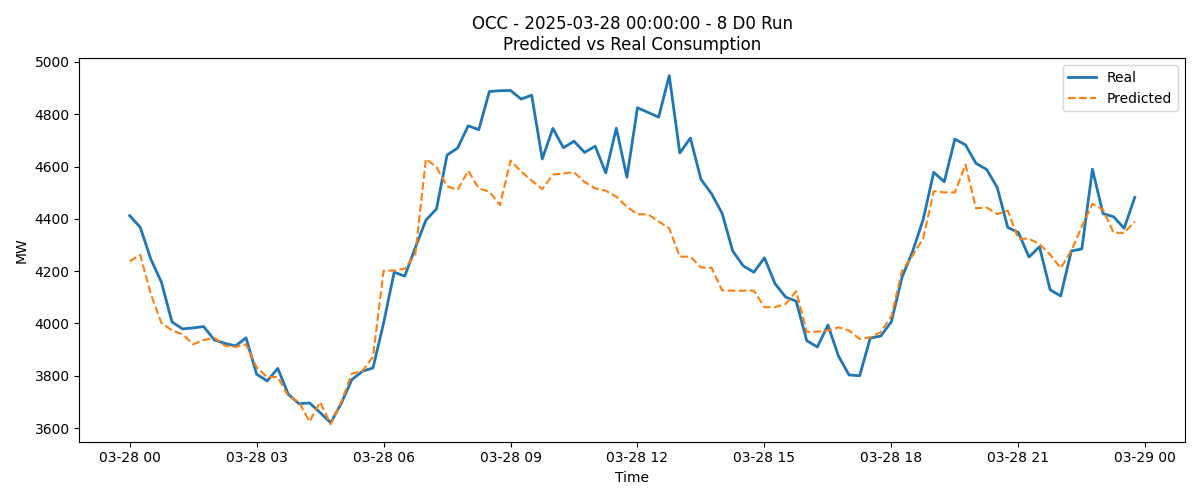 OCC - 2025-03-28 00:00:00 - 8 D0 Run
Predicted vs Real Consumption
Real
Predicted
MW
5000
4800
4600
4400
4200
4000
3800
3600
03-28 00
03-28 03
03-28 06
03-28 09
03-28 12
03-28 15
03-28 18
03-28 21
03-29 00
Time